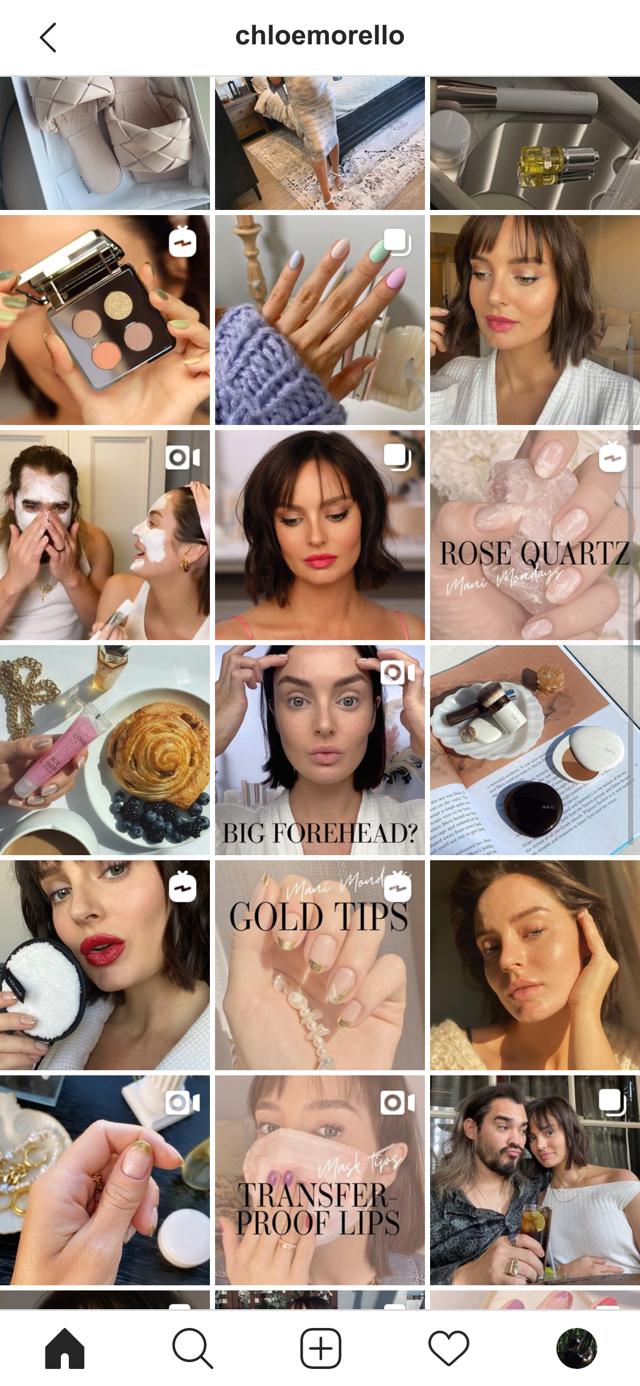 chloemorello
ROSE QUARTZ
Mani Mondays
BIG FOREHEAD?
Mani Mond
GOLD TIPS
Mask tips
TRANSFER-
PROOF LIPS